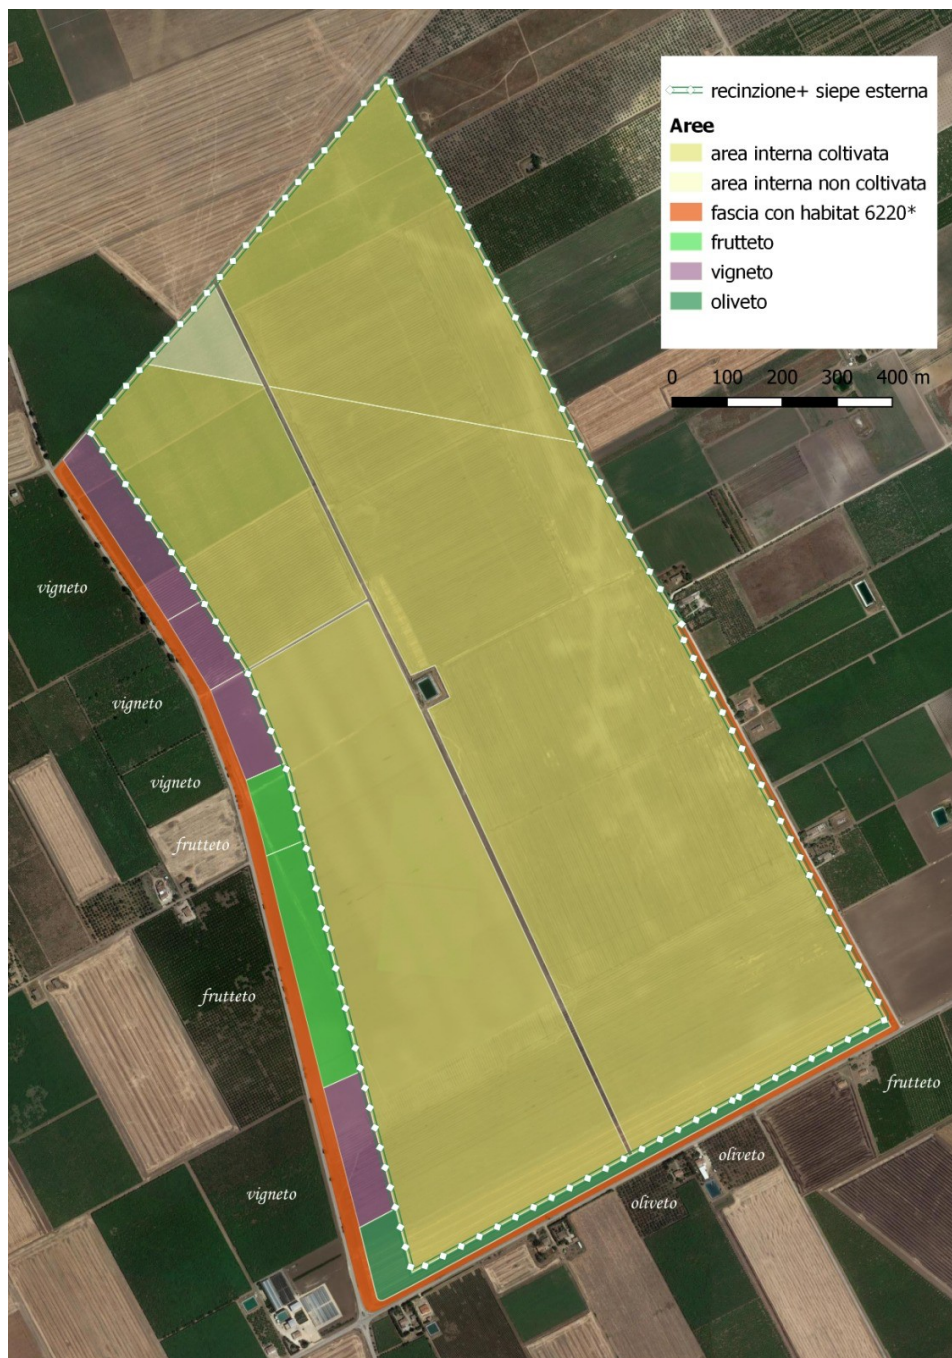 recinzione+ siepe esterna
Aree
area interna coltivata
area interna non coltivata
fascia con habitat 6220*
frutteto
vigneto
oliveto
0 100 200 300 400 m
vigneto
vigneto
vigneto
frutteto
frutteto
frutteto
oliveto
vigneto
oliveto